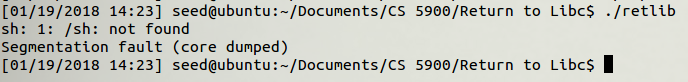 [01/19/2018 14:23] seed@ubuntu:~/Documents/CS 5900/Return to Libc$ ./retlib
sh: 1: /sh: not found
Segmentation fault (core dumped)
[01/19/2018 14:23] seed@ubuntu:~/Documents/CS 5900/Return to Libc$